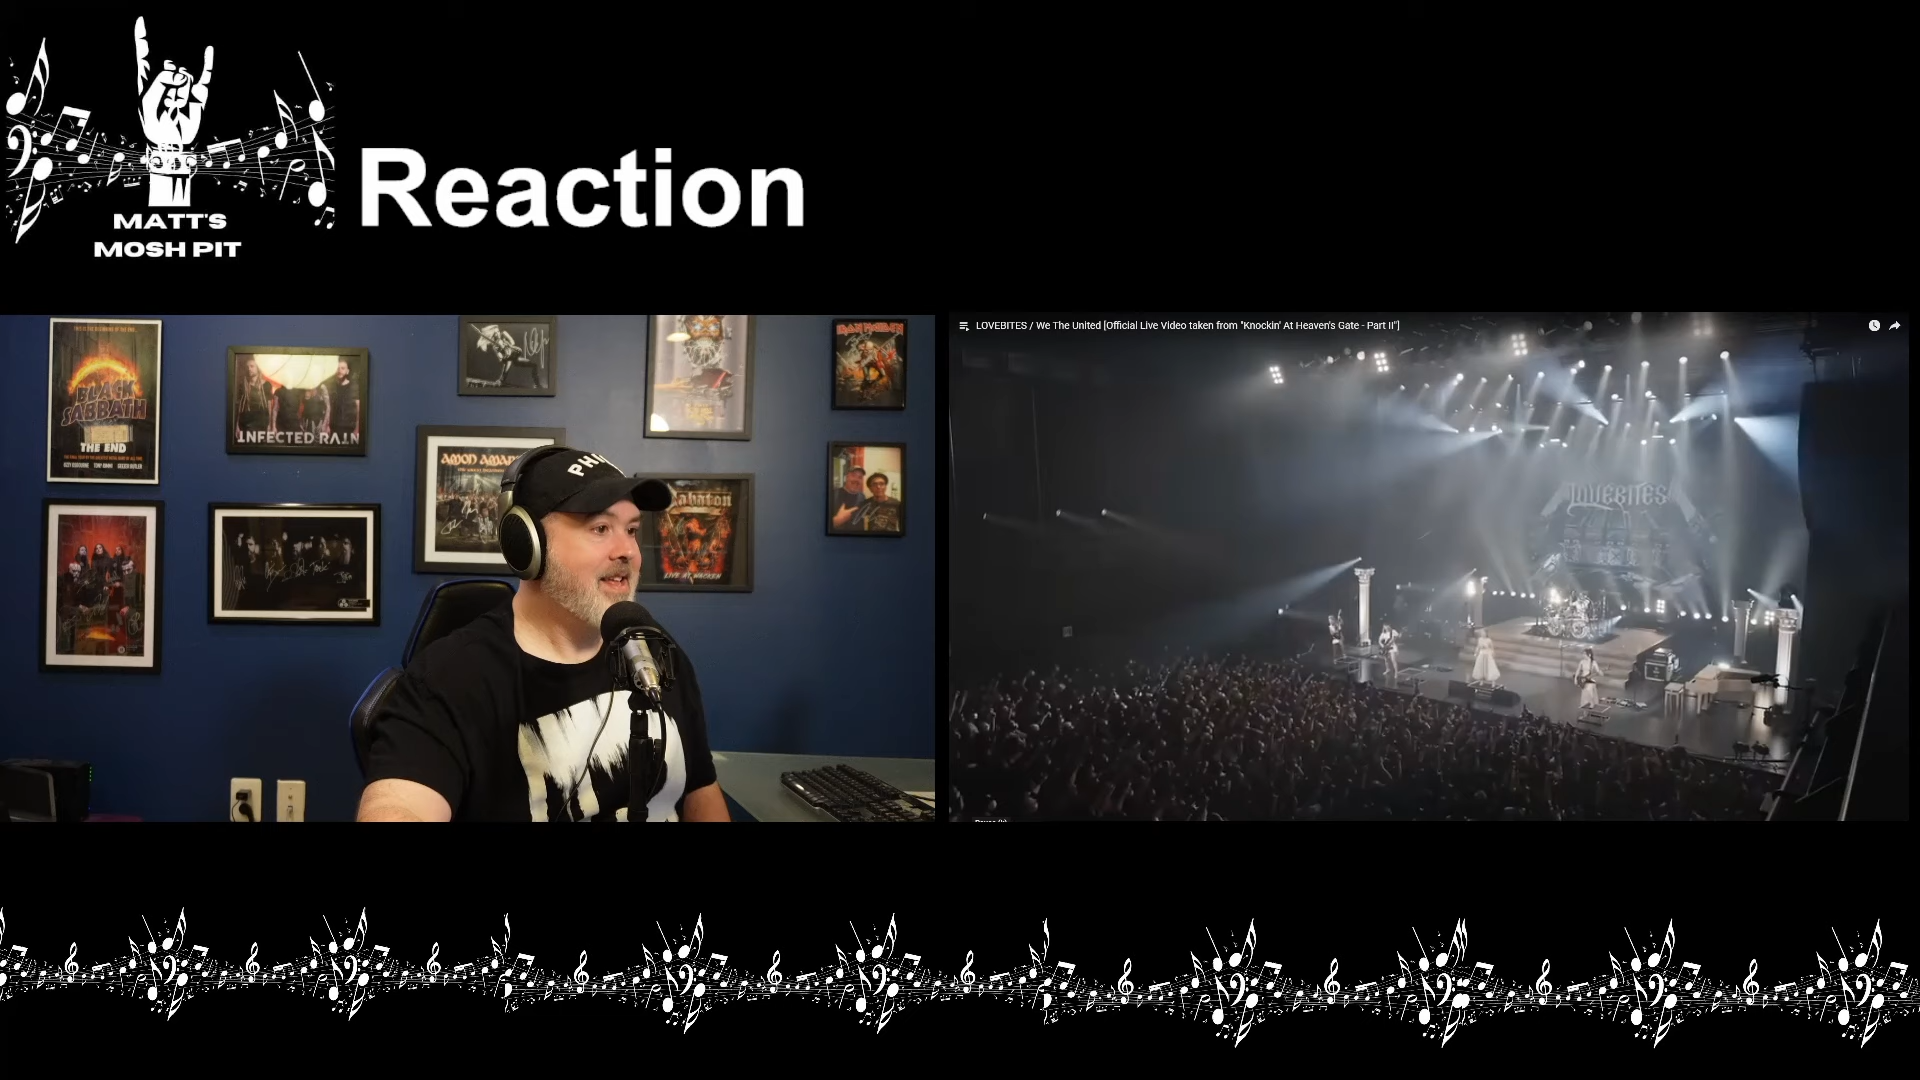 MATT'S
MOSH PIT
Reaction
BLACK
SABBATH
THE END
INFECTED RAIN
AMON AMAR
Sabaton
LIVE AT WACKEN
IRON MAIDEN
LOVEBITES / We The United [Official Live Video taken from "Knockin' At Heaven's Gate - Part II"]
LOVEBITES